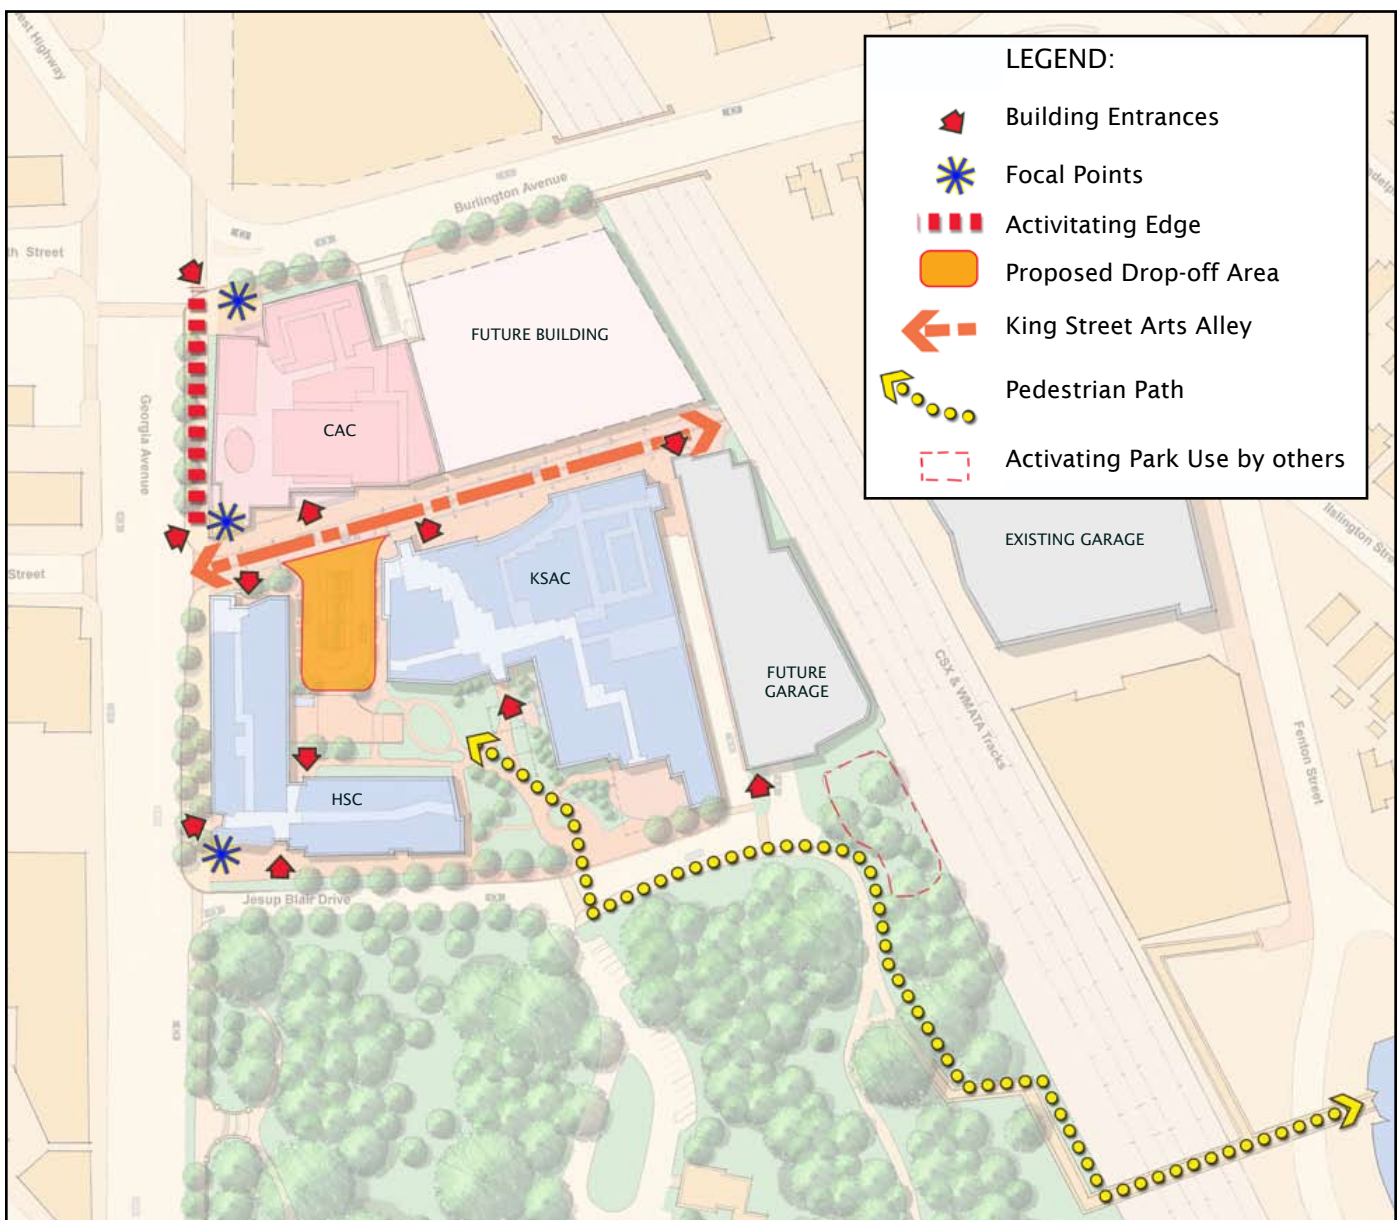 LEGEND:
Building Entrances
Focal Points
Activitating Edge
Proposed Drop-off Area
King Street Arts Alley
Pedestrian Path
Activating Park Use by others
Highway
Burlington Avenue
Street
Georgia Avenue
FUTURE BUILDING
CAC
EXISTING GARAGE
KSAC
Street
FUTURE
GARAGE
CSX & WMATA Tracks
Fenton Street
HSC
Jesup Blair Drive